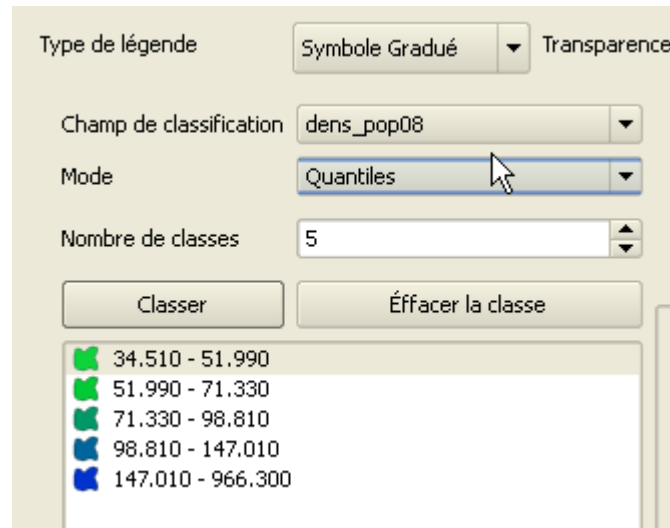 Type de légende Symbole Gradué Transparence
Champ de classification dens_pop08
Mode Quantiles
Nombre de classes 5
Classer Éffacer la classe
34.510 - 51.990
51.990 - 71.330
71.330 - 98.810
98.810 - 147.010
147.010 - 966.300